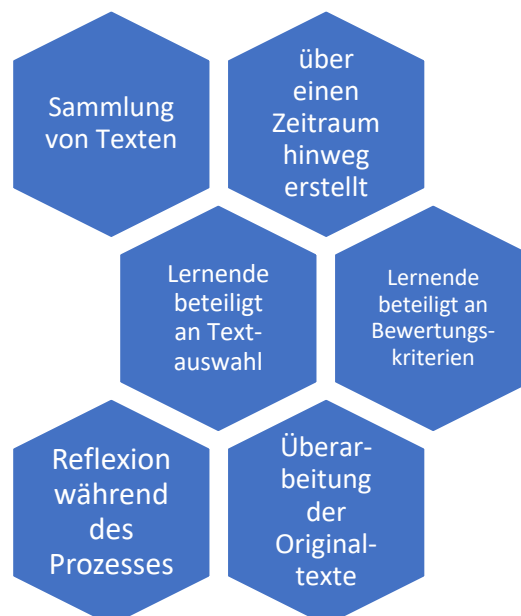 Sammlung
von Texten
über
einen
Zeitraum
hinweg
erstellt
Lernende
beteiligt
an Text-
auswahl
Lernende
beteiligt an
Bewertungs-
kriterien
Reflexion
während
des
Prozesses
Überar-
beitung
der
Original-
texte